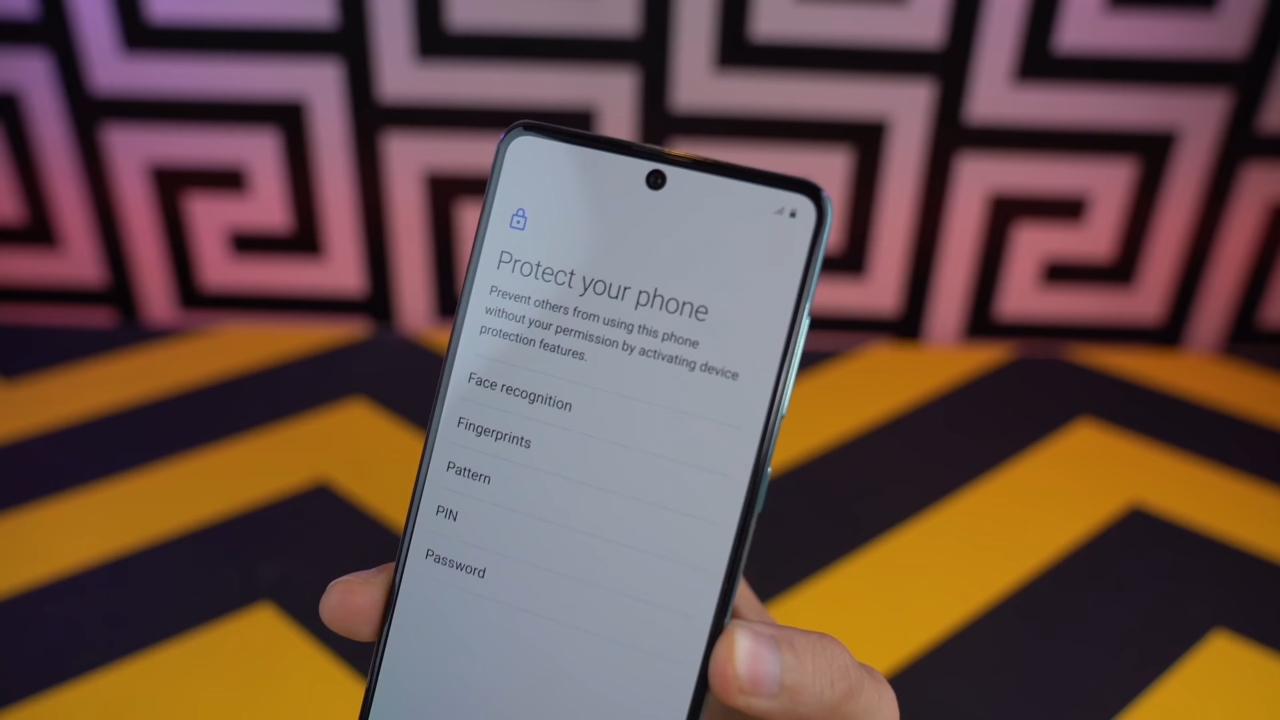 Protect your phone
Prevent others from using this phone
without your permission by activating device
protection features.
Face recognition
Fingerprints
Pattern
PIN
Password